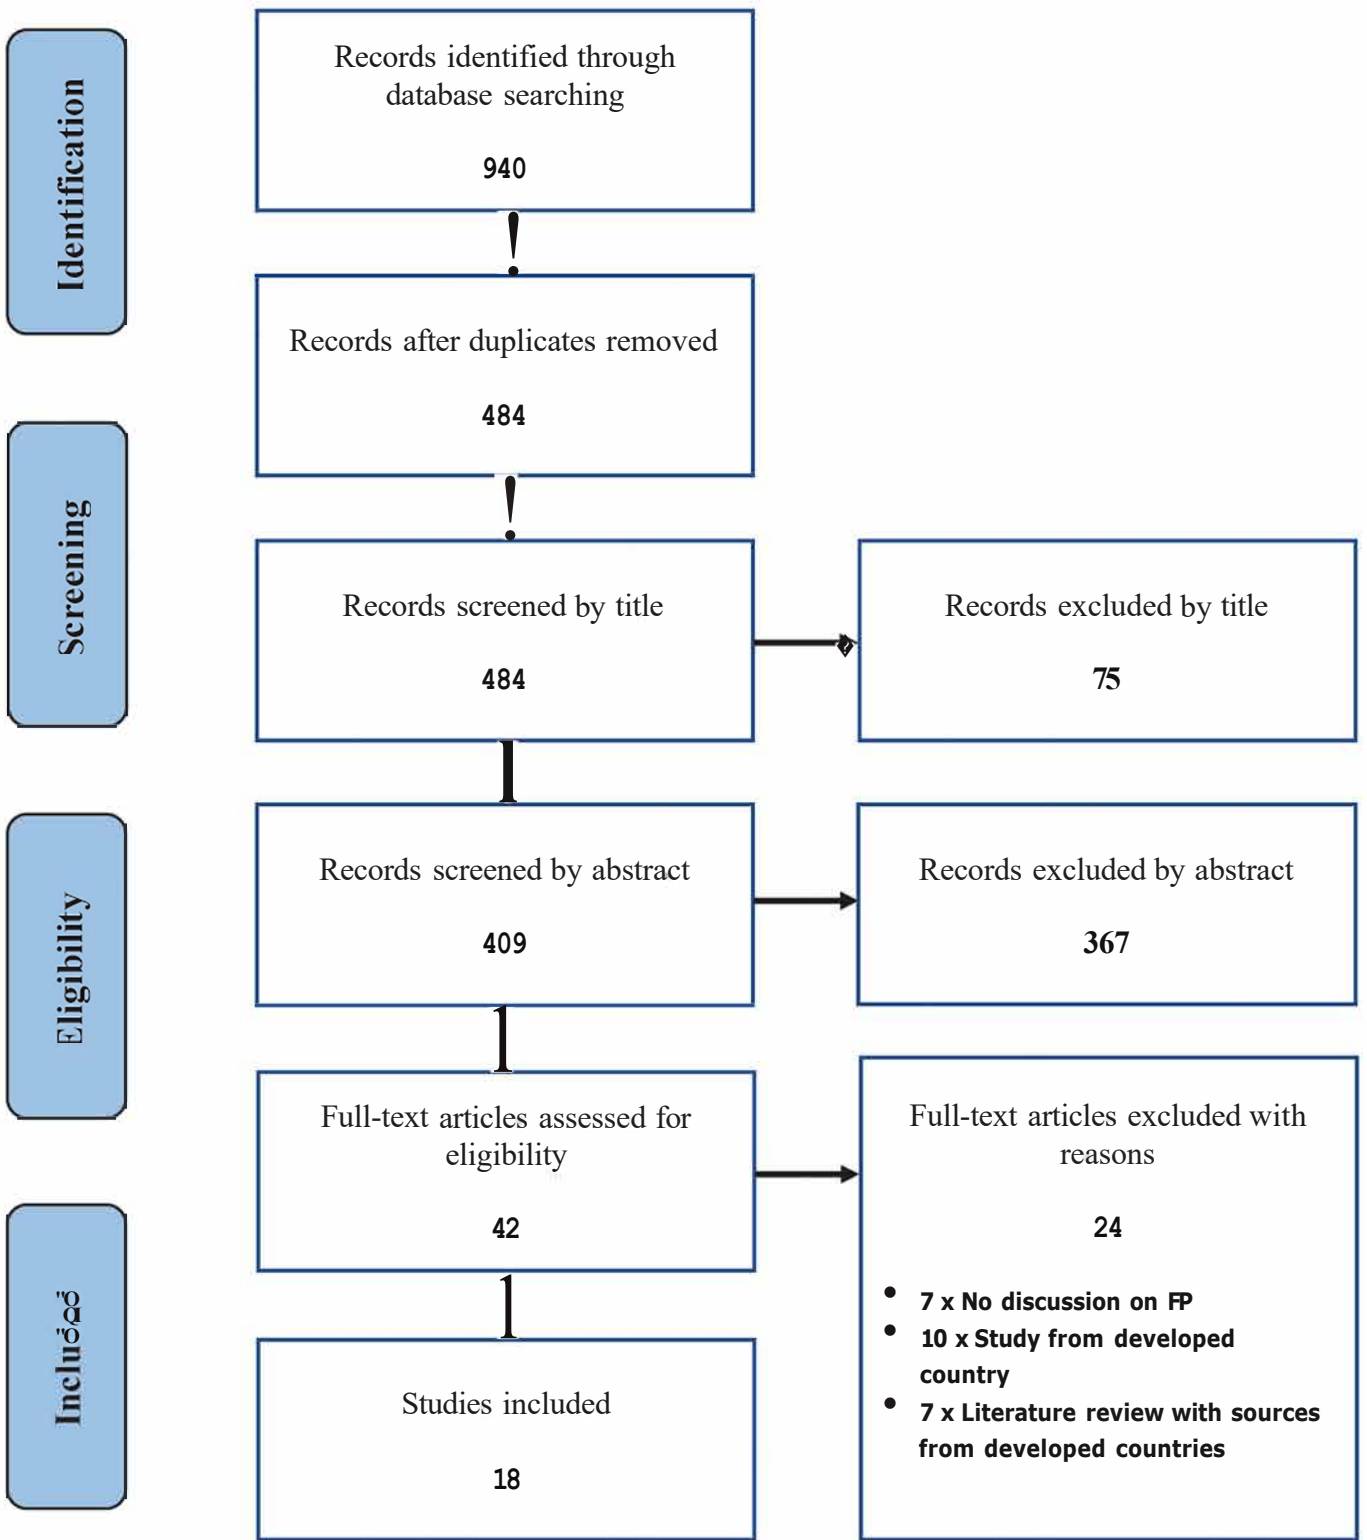 Identification
Records identified through
database searching
940
Records after duplicates removed
484
Screening
Records screened by title
484
Records excluded by title
75
Eligibility
Records screened by abstract
409
Records excluded by abstract
367
Full-text articles assessed for
eligibility
42
Full-text articles excluded with
reasons
24
• 7 x No discussion on FP
• 10 x Study from developed
country
• 7 x Literature review with sources
from developed countries
Studies included
18